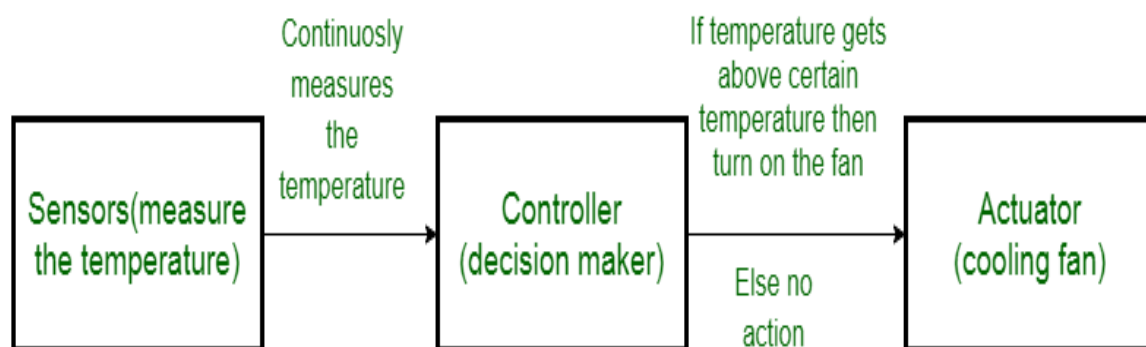 Sensors(measure
the temperature)
Continuosly
measures
the
temperature
Controller
(decision maker)
If temperature gets
above certain
temperature then
turn on the fan
Else no
action
Actuator
(cooling fan)